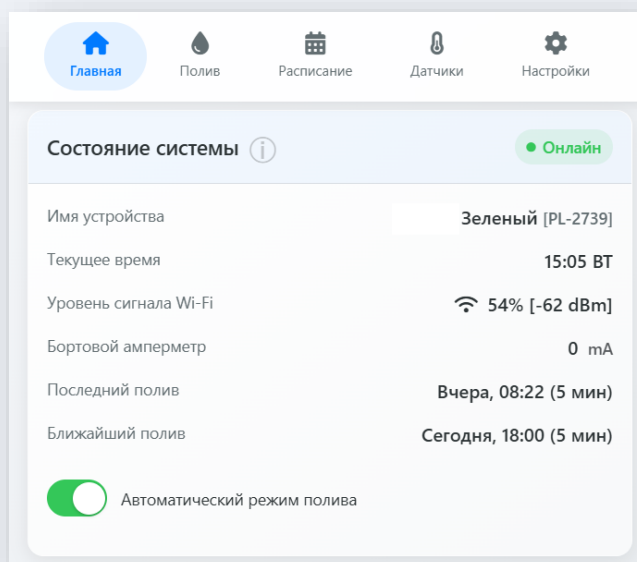 Главная Полив Расписание Датчики Настройки
Состояние системы i Онлайн
Имя устройства Зеленый [PL-2739]
Текущее время 15:05 ВТ
Уровень сигнала Wi-Fi 54% [-62 dBm]
Бортовой амперметр 0 mA
Последний полив Вчера, 08:22 (5 мин)
Ближайший полив Сегодня, 18:00 (5 мин)
Автоматический режим полива